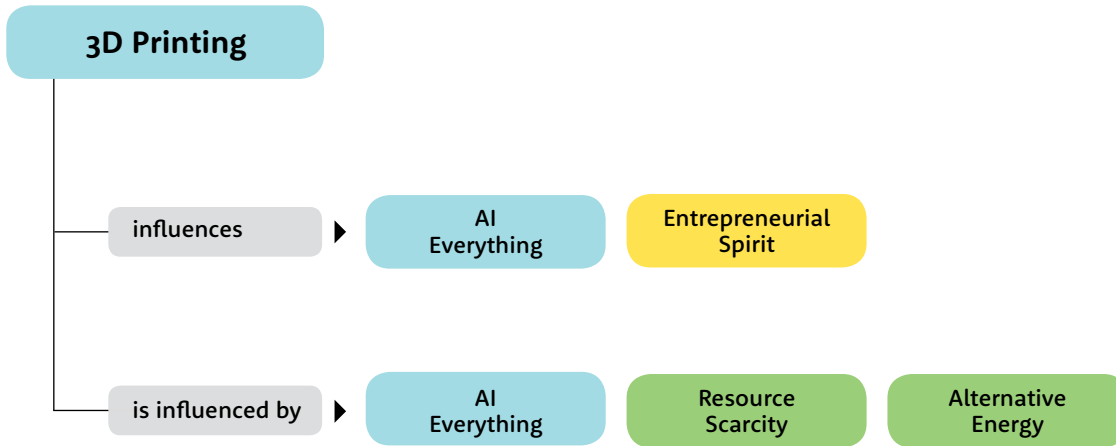 3D Printing
influences
AI
Everything
Entrepreneurial
Spirit
is influenced by
AI
Everything
Resource
Scarcity
Alternative
Energy